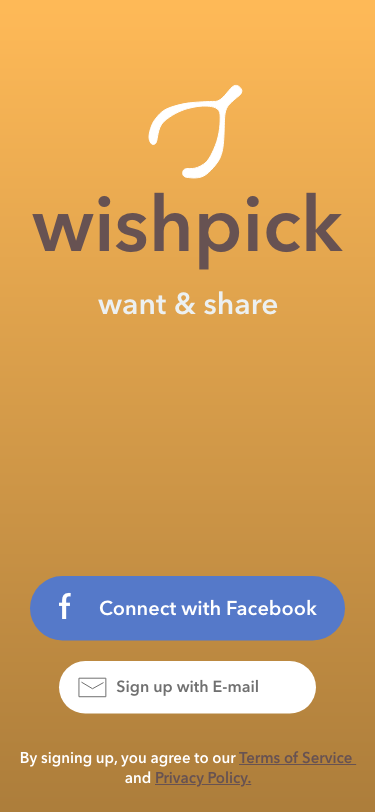 wishpick
want & share
Connect with Facebook
Sign up with E-mail
By signing up, you agree to our Terms of Service
and Privacy Policy.